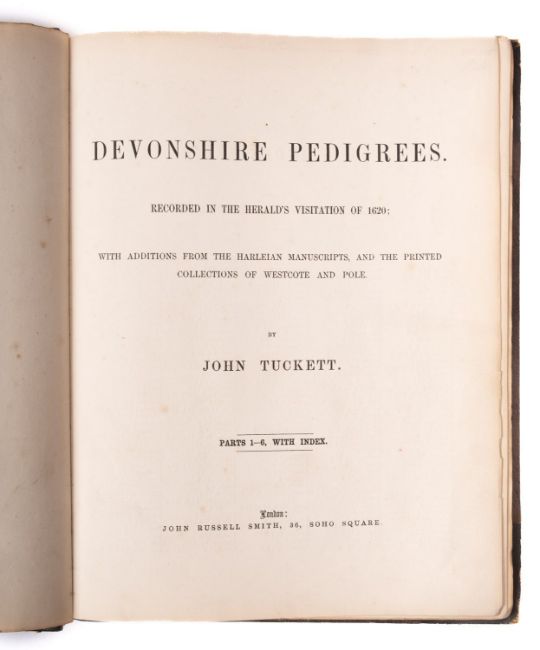 DEVONSHIRE PEDIGREES.
RECORDED IN THE HERALD'S VISITATION OF 1620:
WITH ADDITIONS FROM THE HARLEIAN MANUSCRIPTS, AND THE PRINTED
COLLECTIONS OF WESTCOTE AND POLE.
BY
JOHN TUCKETT.
PARTS 1—6, WITH INDEX.
London:
JOHN RUSSELL SMITH, 36, SOHO SQUARE.